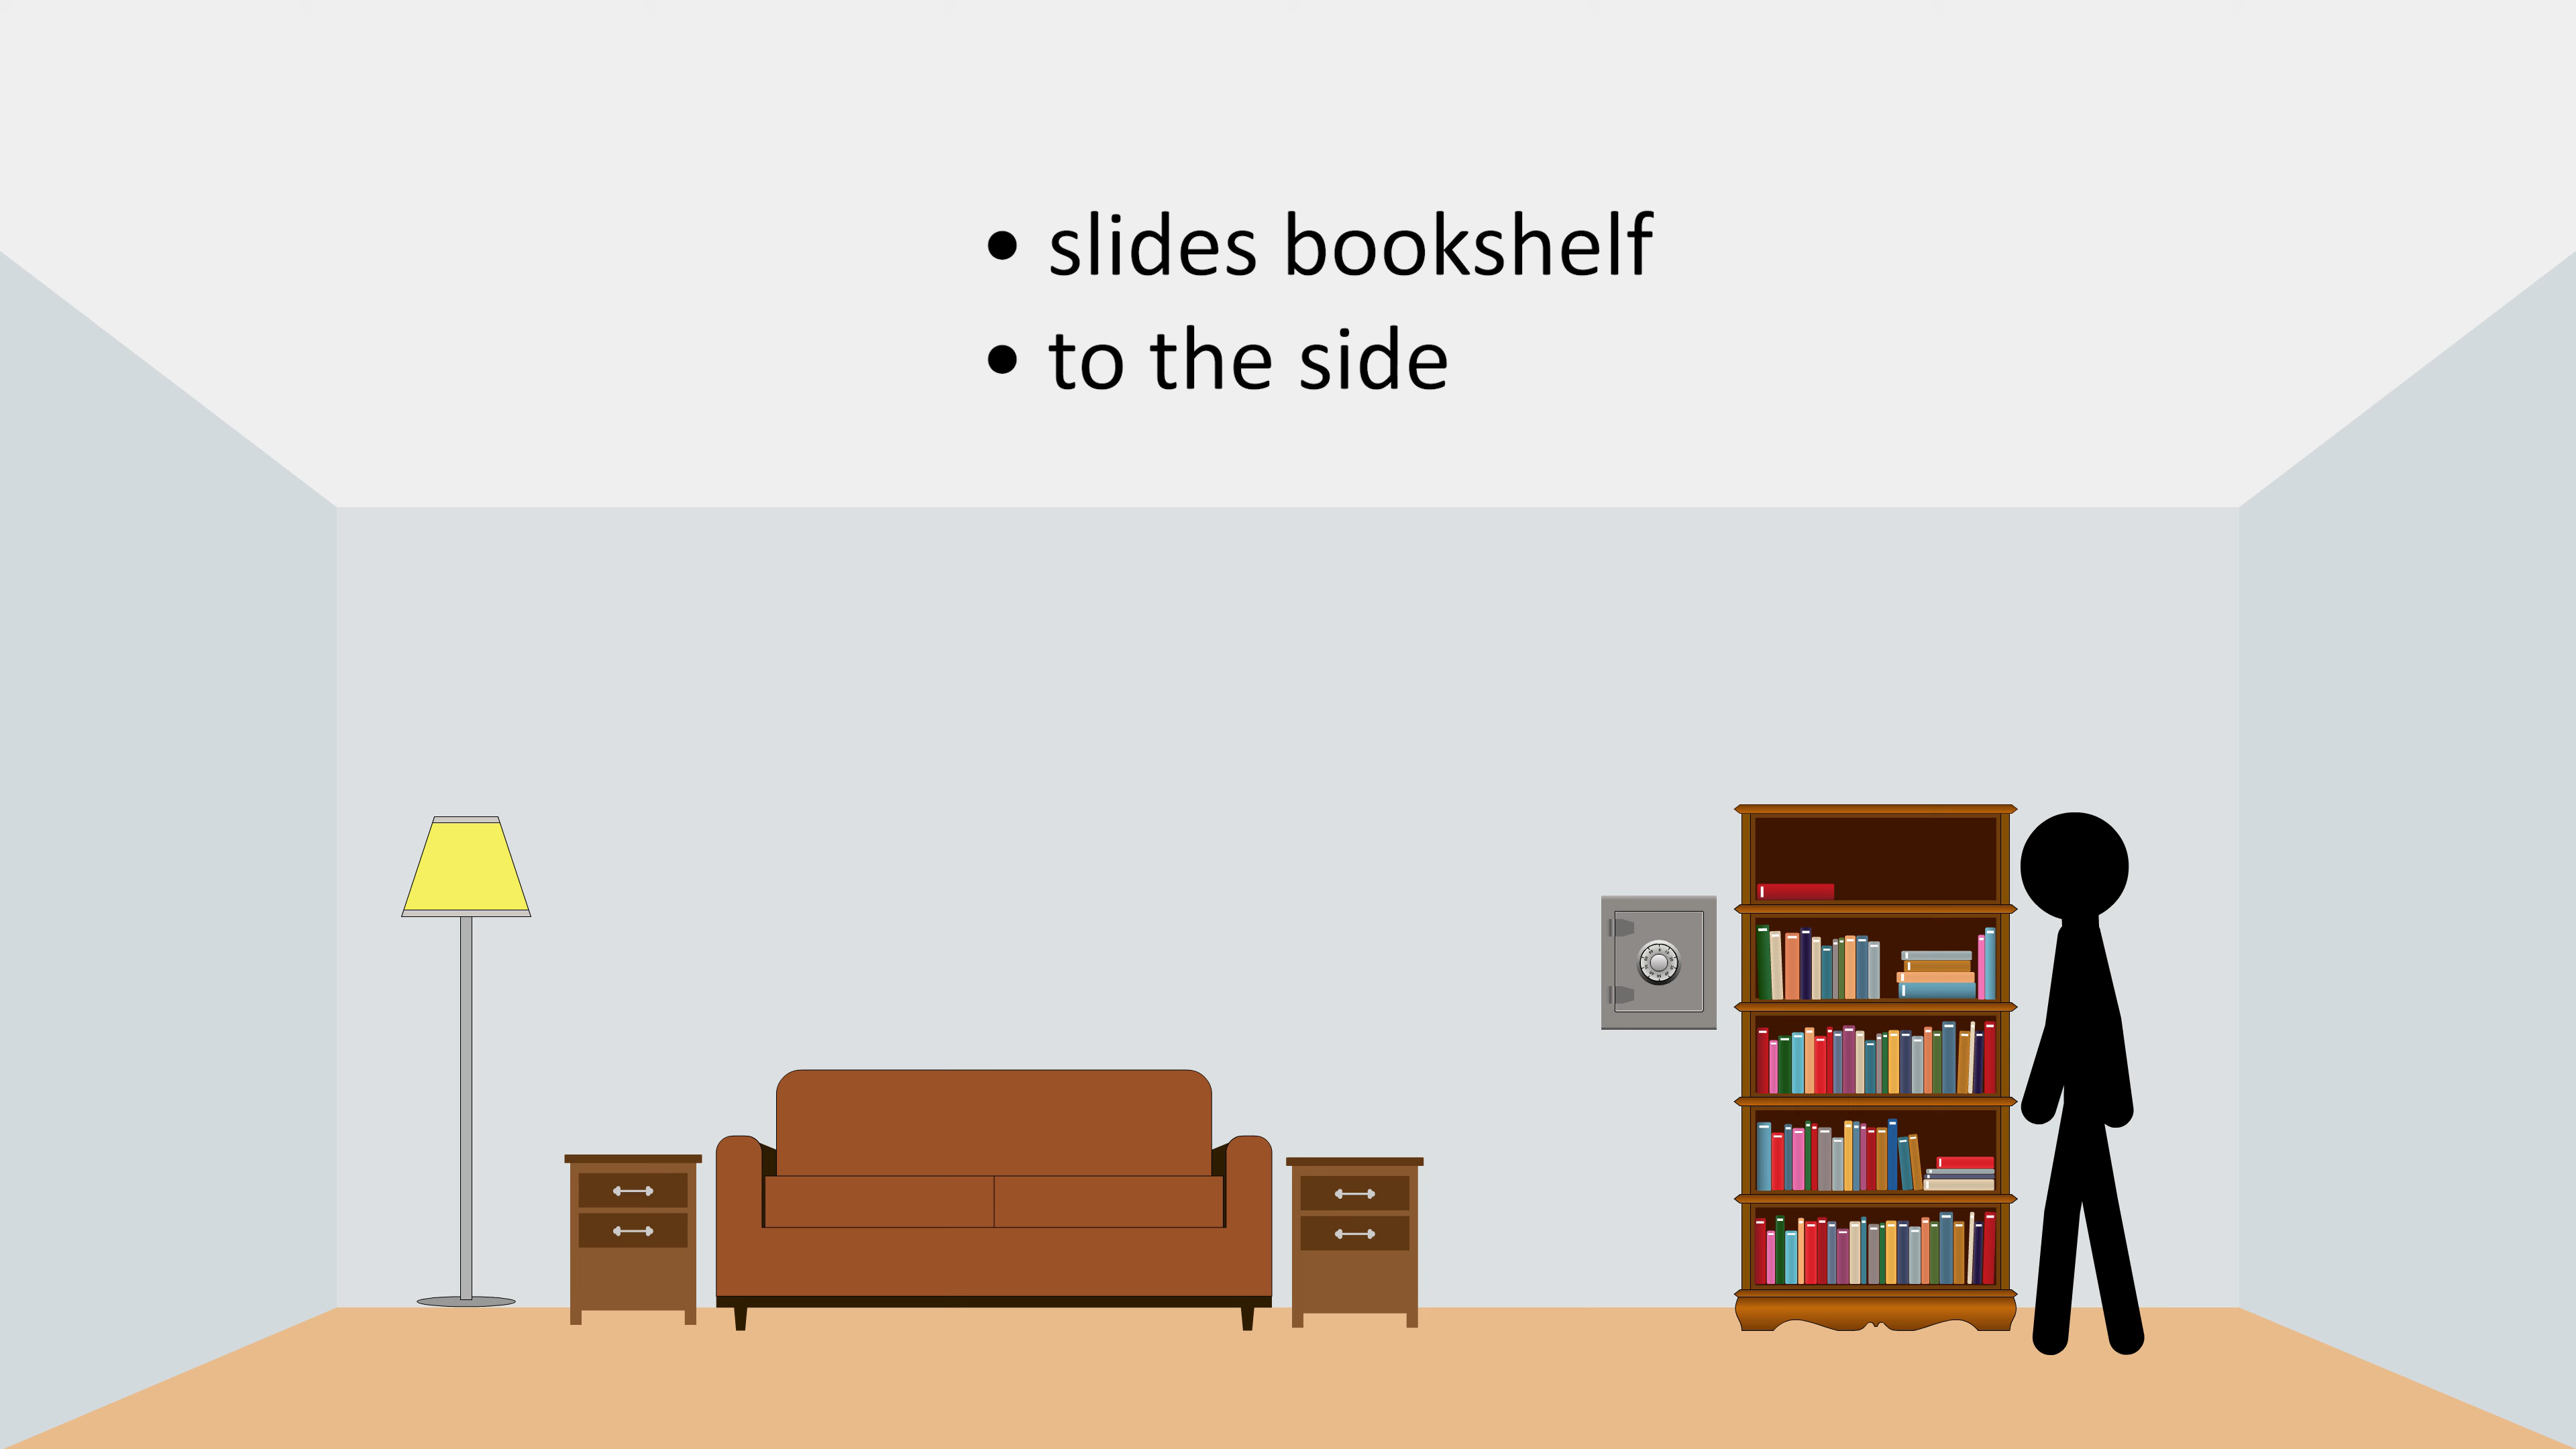 • slides bookshelf
• to the side